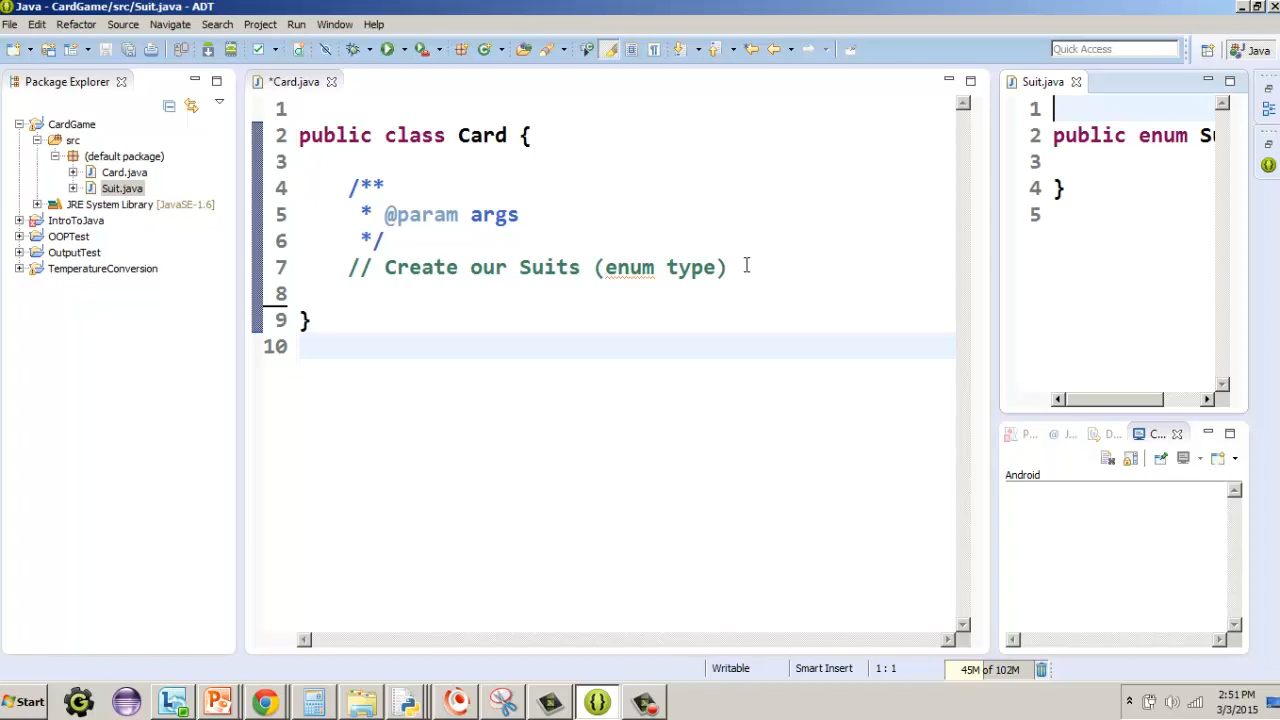 Java - CardGame/src/Suit.java - ADT
File Edit Refactor Source Navigate Search Project Run Window Help
Quick Access
Java
Package Explorer
CardGame
src
(default package)
Card.java
Suit.java
JRE System Library [JavaSE-1.6]
IntroToJava
OOPTest
OutputTest
TemperatureConversion
*Card.java
1
2 public class Card {
3
4 /**
5 * @param args
6 */
7 // Create our Suits (enum type)
8
9 }
10
Suit.java
1
2 public enum Su
3
4 }
5
P... @ J... D... C...
Android
Writable Smart Insert 1 : 1 45M of 102M
Start
2:51 PM
3/3/2015